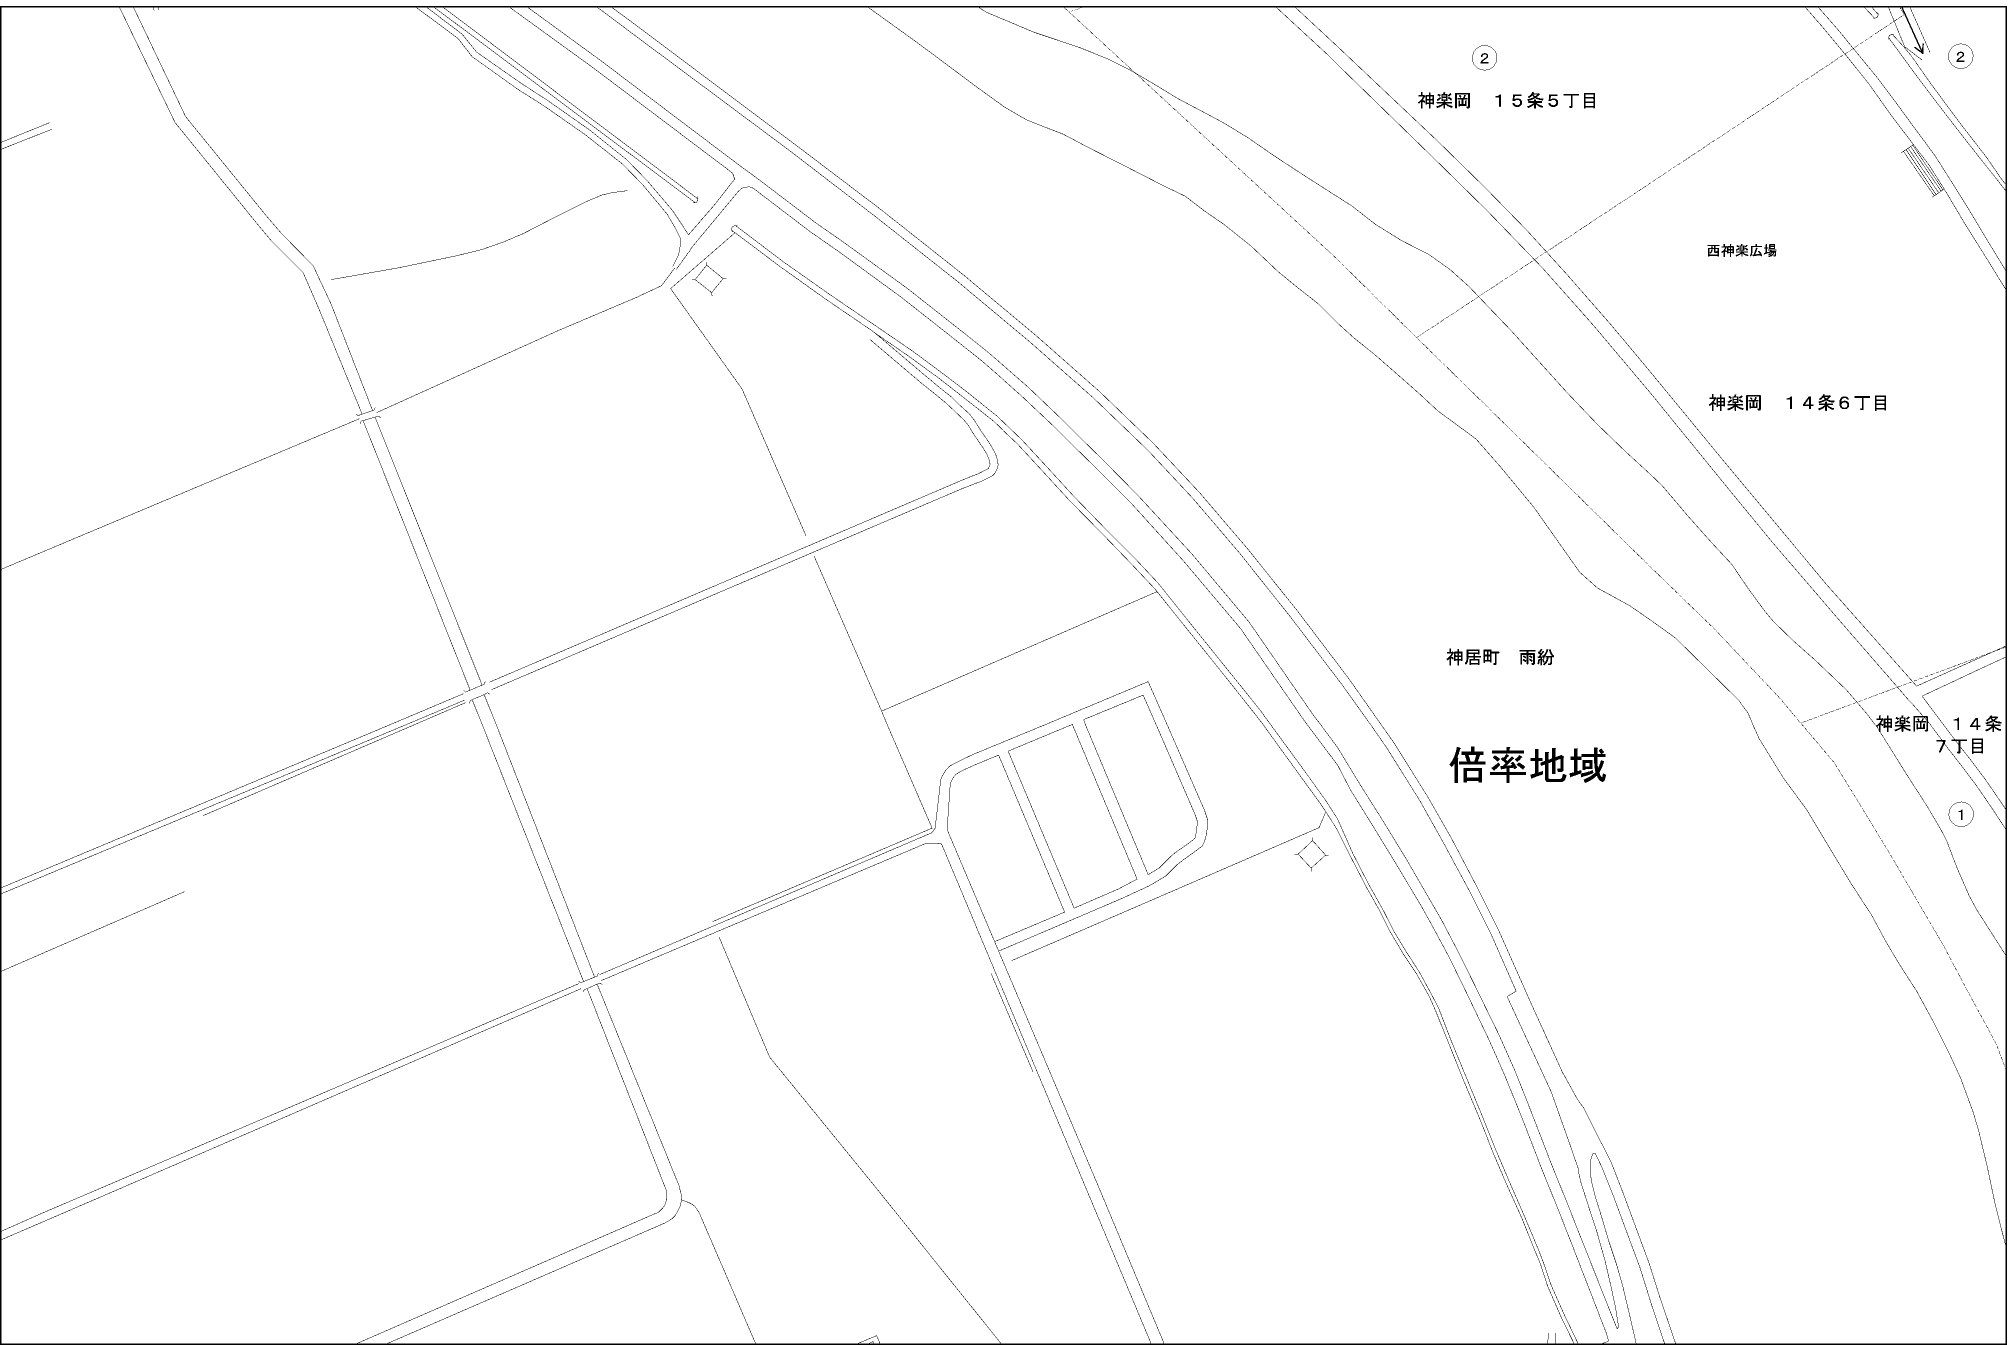 ②
②
神楽岡　１５条５丁目
西神楽広場
神楽岡　１４条６丁目
神居町　雨紛
神楽岡　１４条
７丁目
倍率地域
①